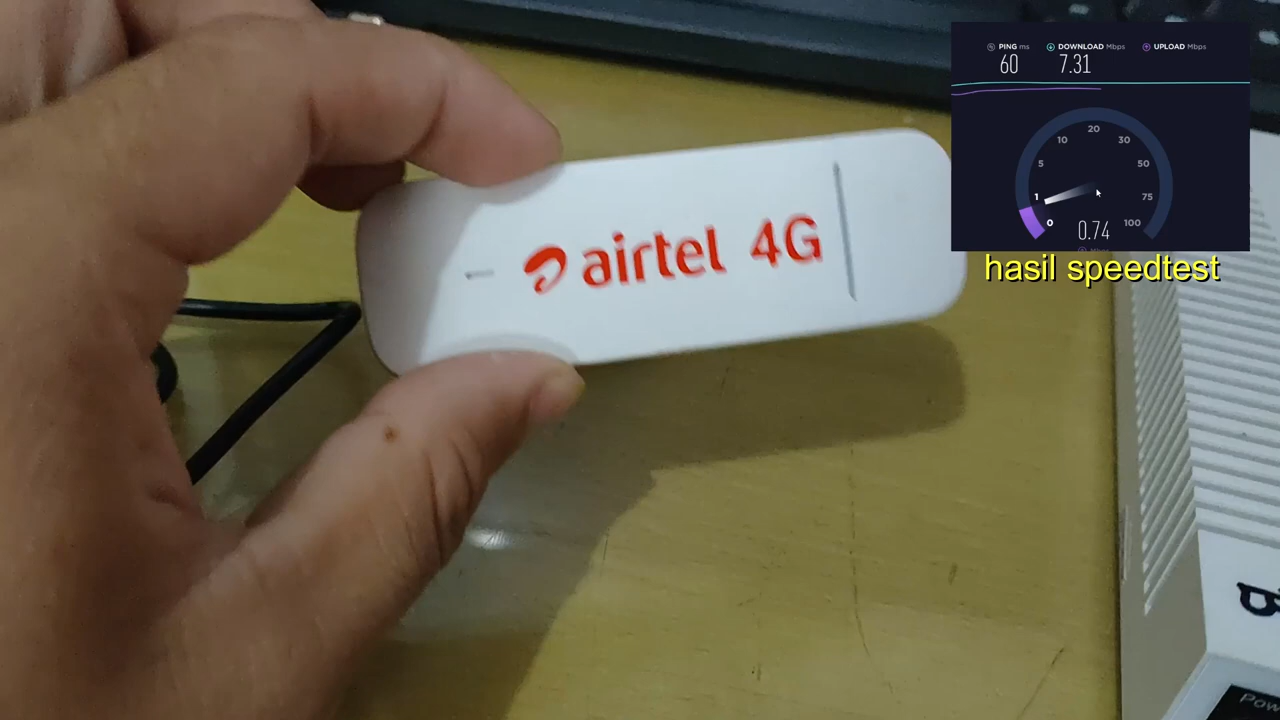 airtel 4G
PING ms DOWNLOAD Mbps UPLOAD Mbps
60 7.31
0 1 5 10 20 30 50 75 100
0.74
hasil speedtest